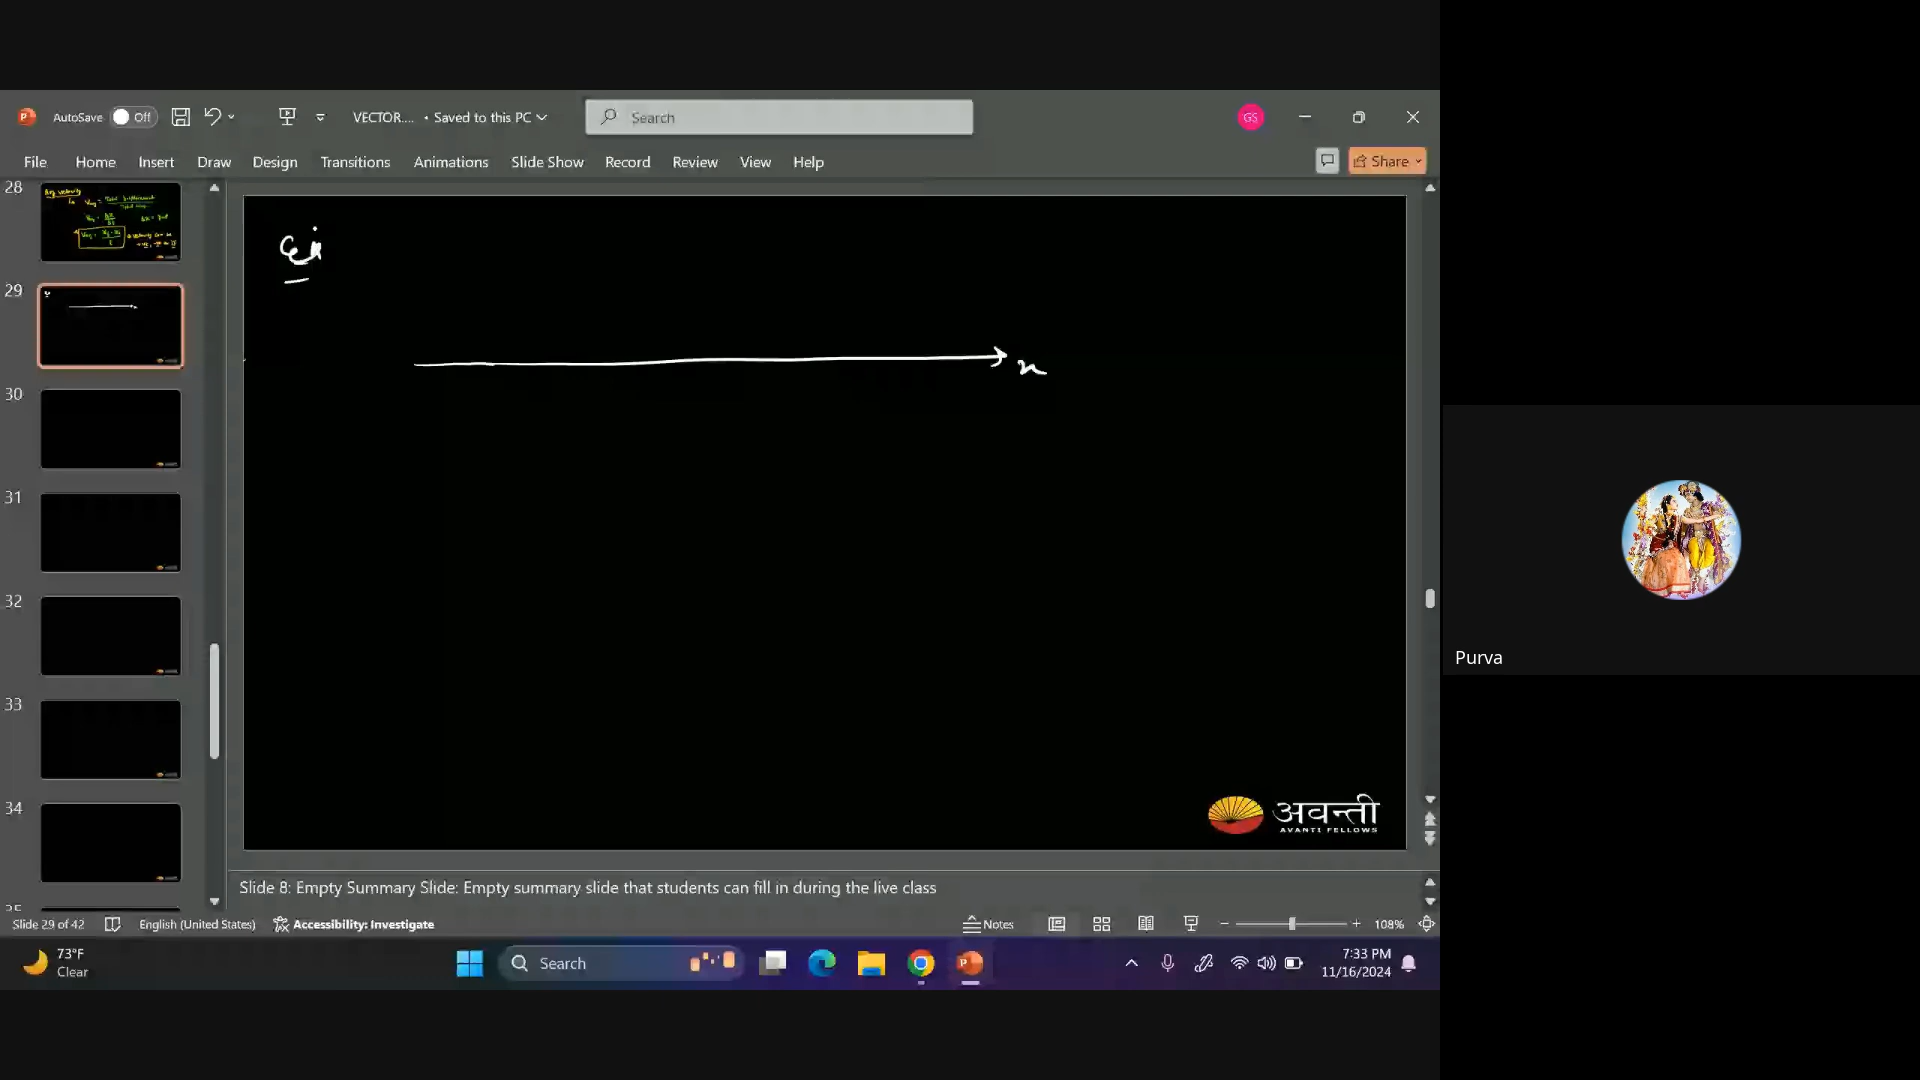 AutoSave Off VECTOR.... • Saved to this PC Search GS
File Home Insert Draw Design Transitions Animations Slide Show Record Review View Help Share
28
29
30
31
32
33
34
x
अवन्ती
AVANTI FELLOWS
Purva
Slide 8: Empty Summary Slide: Empty summary slide that students can fill in during the live class
Slide 29 of 42 English (United States) Accessibility: Investigate Notes 108%
73°F
Clear
Search
7:33 PM
11/16/2024